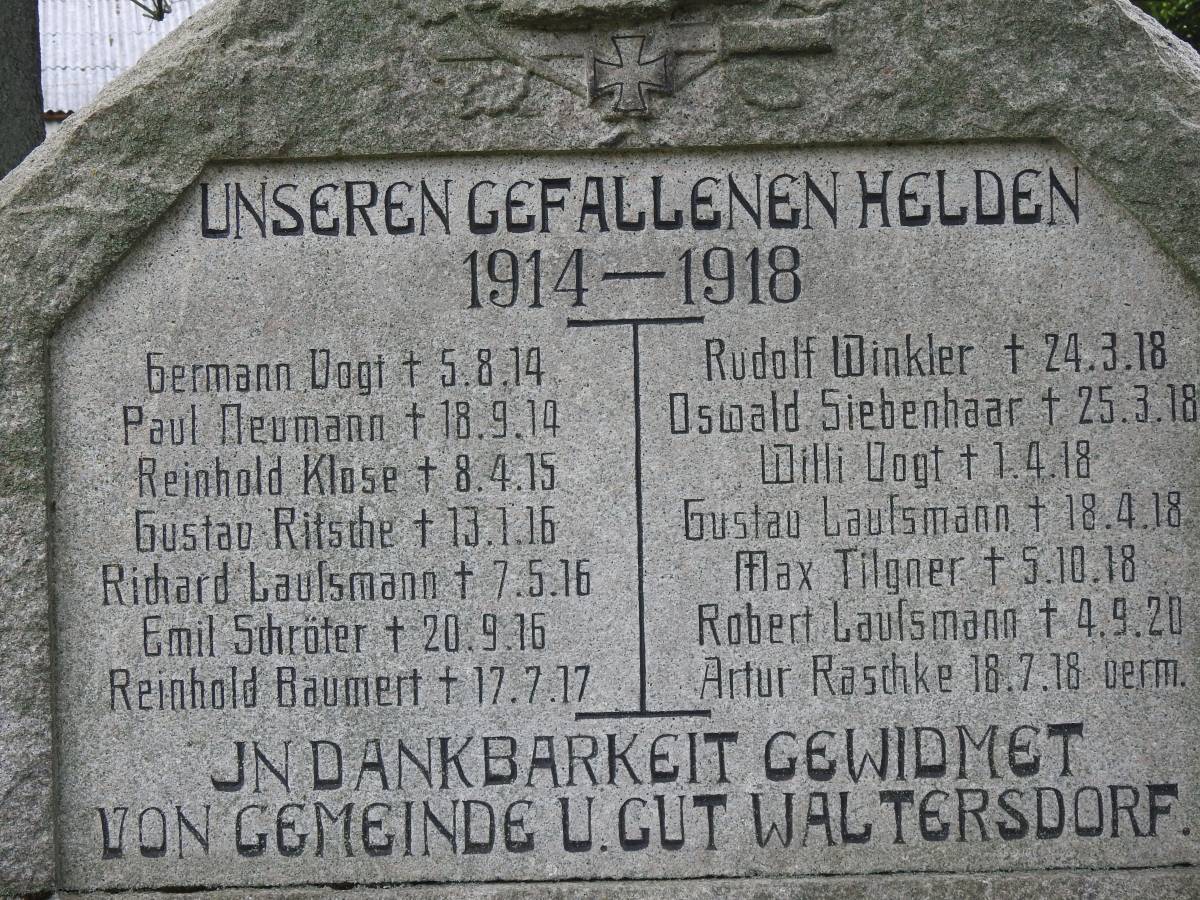 UNSEREN GEFALLENEN HELDEN
1914 — 1918
Germann Vogt † 5.8.14
Paul Neumann † 18.9.14
Reinhold Klose † 8.4.15
Gustav Ritsche † 13.1.16
Richard Lauſsmann † 7.5.16
Emil Schröter † 20.9.16
Reinhold Baumert † 17.7.17
Rudolf Winkler † 24.3.18
Oswald Siebenhaar † 25.3.18
Willi Vogt † 1.4.18
Gustav Lauſsmann † 18.4.18
Max Tilgner † 5.10.18
Robert Lauſsmann † 4.9.20
Artur Raschke 18.7.18 verm.
JN DANKBARKEIT GEWIDMET
VON GEMEINDE U. GUT WALTERSDORF.